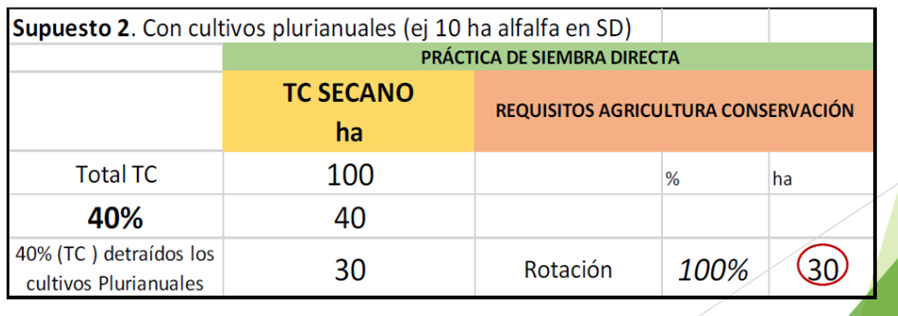 Supuesto 2. Con cultivos plurianuales (ej 10 ha alfalfa en SD)
PRÁCTICA DE SIEMBRA DIRECTA
TC SECANO
ha
REQUISITOS AGRICULTURA CONSERVACIÓN
Total TC 100 % ha
40% 40
40% (TC ) detraídos los
cultivos Plurianuales
30 Rotación 100% 30